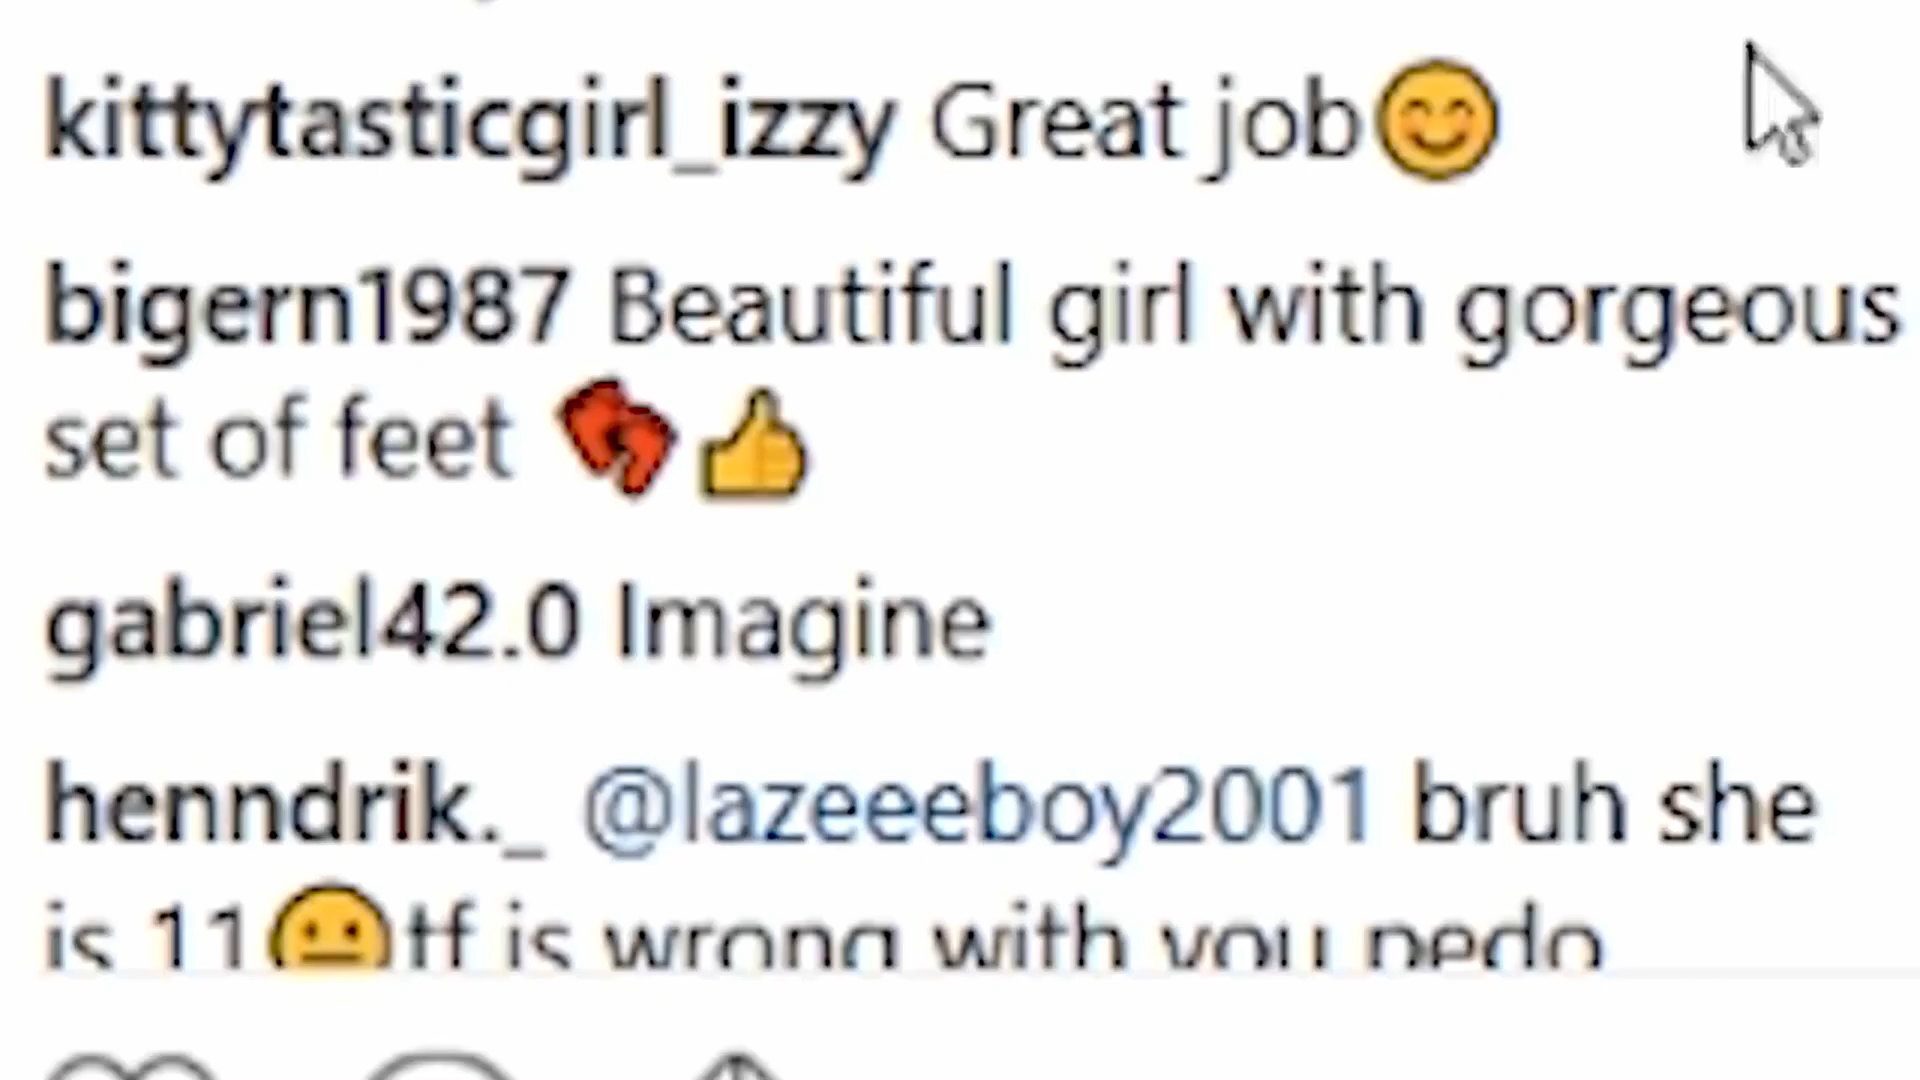 kittytasticgirl_izzy Great job😊
bigern1987 Beautiful girl with gorgeous
set of feet 👣👍
gabriel42.0 Imagine
henndrik._ @lazeeeboy2001 bruh she
is 11😐tf is wrong with you pedo